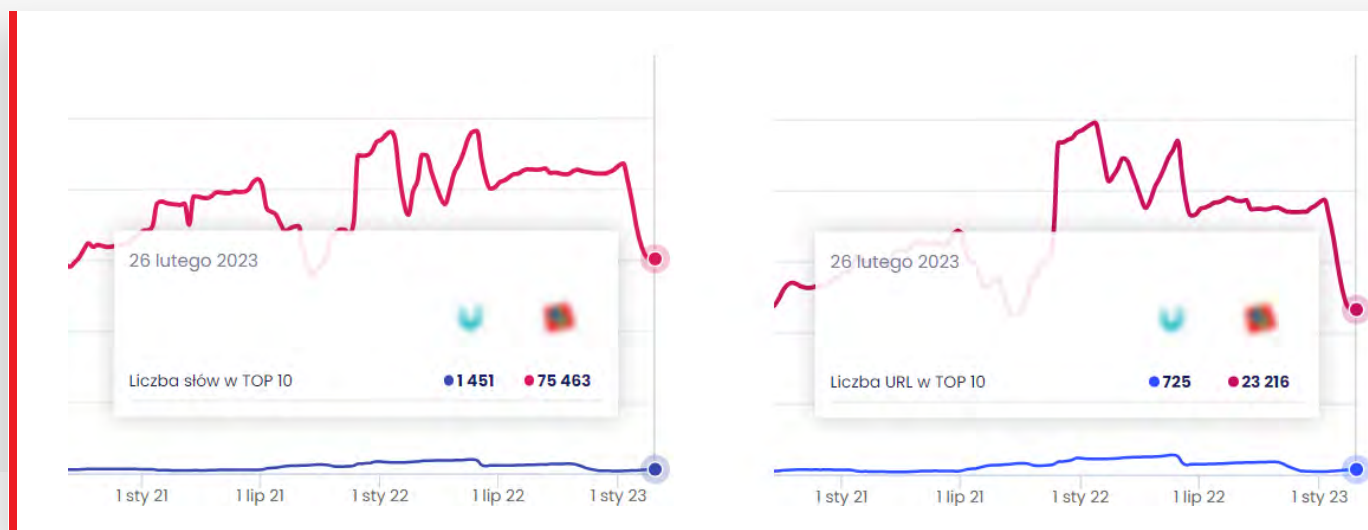 26 lutego 2023
Liczba słów w TOP 10 1 451 75 463
1 sty 21 1 lip 21 1 sty 22 1 lip 22 1 sty 23
26 lutego 2023
Liczba URL w TOP 10 725 23 216
1 sty 21 1 lip 21 1 sty 22 1 lip 22 1 sty 23